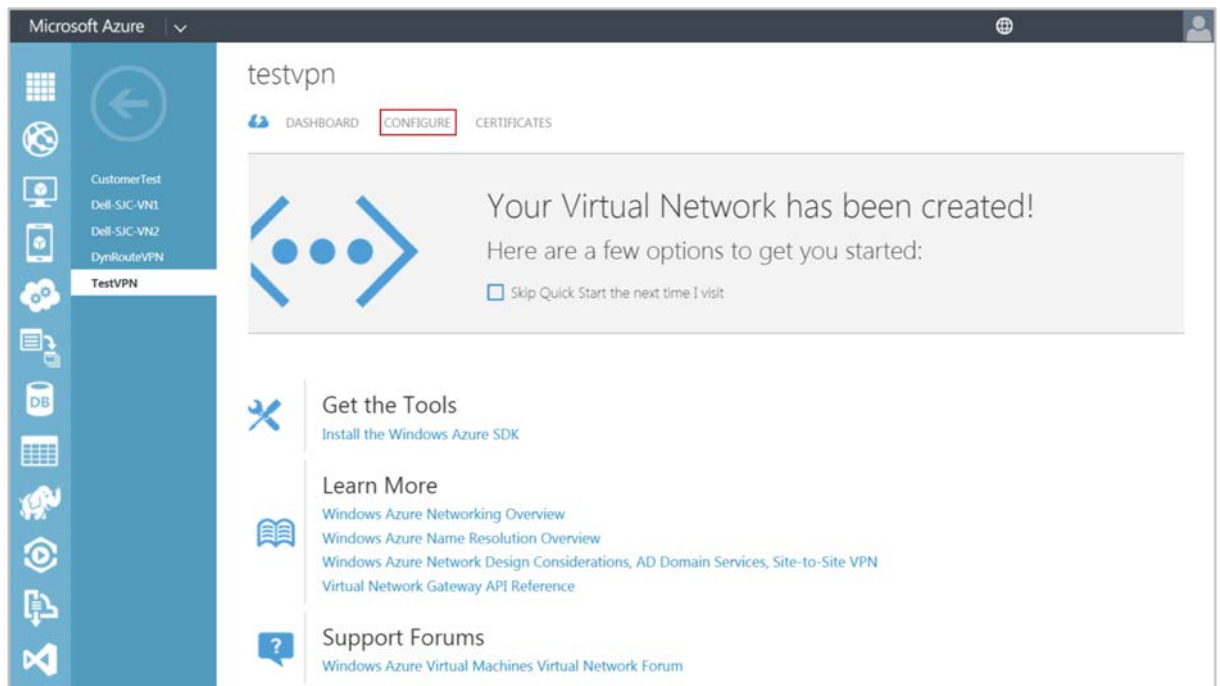 Microsoft Azure
testvpn
DASHBOARD CONFIGURE CERTIFICATES
CustomerTest
Dell-SJC-VN1
Dell-SJC-VN2
DynRouteVPN
TestVPN
Your Virtual Network has been created!
Here are a few options to get you started:
Skip Quick Start the next time I visit
DB
Get the Tools
Install the Windows Azure SDK
Learn More
Windows Azure Networking Overview
Windows Azure Name Resolution Overview
Windows Azure Network Design Considerations, AD Domain Services, Site-to-Site VPN
Virtual Network Gateway API Reference
?
Support Forums
Windows Azure Virtual Machines Virtual Network Forum